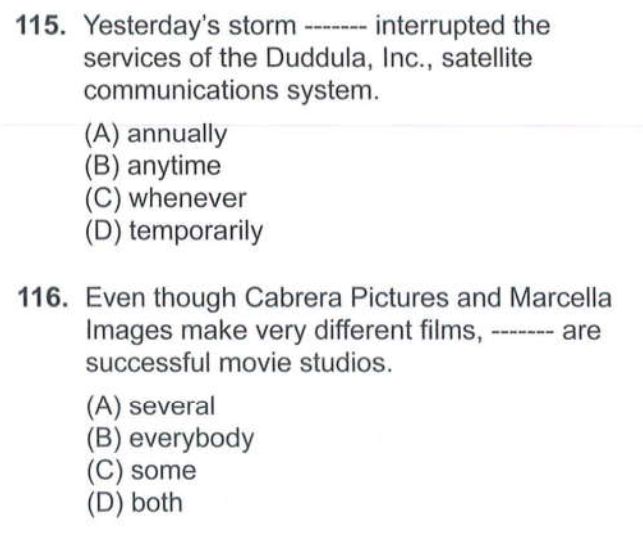 115. Yesterday's storm ------- interrupted the
services of the Duddula, Inc., satellite
communications system.
(A) annually
(B) anytime
(C) whenever
(D) temporarily
116. Even though Cabrera Pictures and Marcella
Images make very different films, ------- are
successful movie studios.
(A) several
(B) everybody
(C) some
(D) both